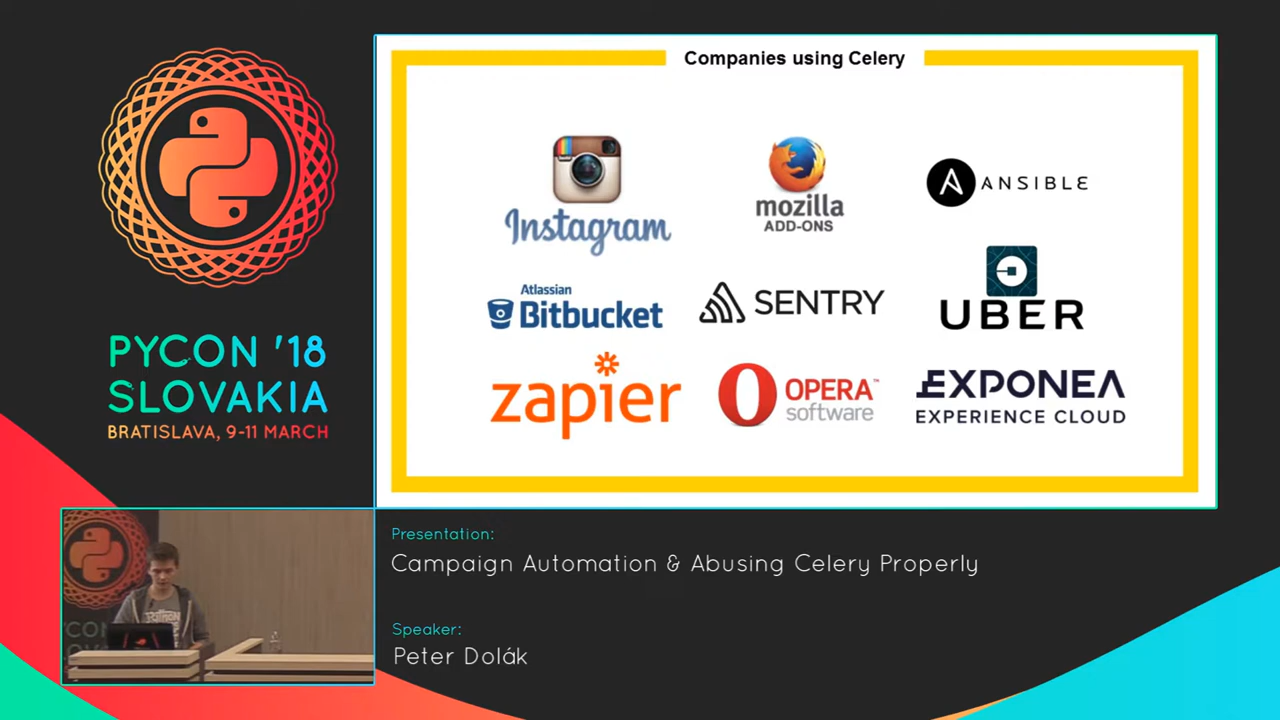 Companies using Celery
Instagram
mozilla
ADD-ONS
ANSIBLE
Atlassian
Bitbucket
SENTRY
UBER
zapier
OPERA™
software
EXPONEA
EXPERIENCE CLOUD
PYCON '18
SLOVAKIA
BRATISLAVA, 9-11 MARCH
Presentation:
Campaign Automation & Abusing Celery Properly
Speaker:
Peter Dolák